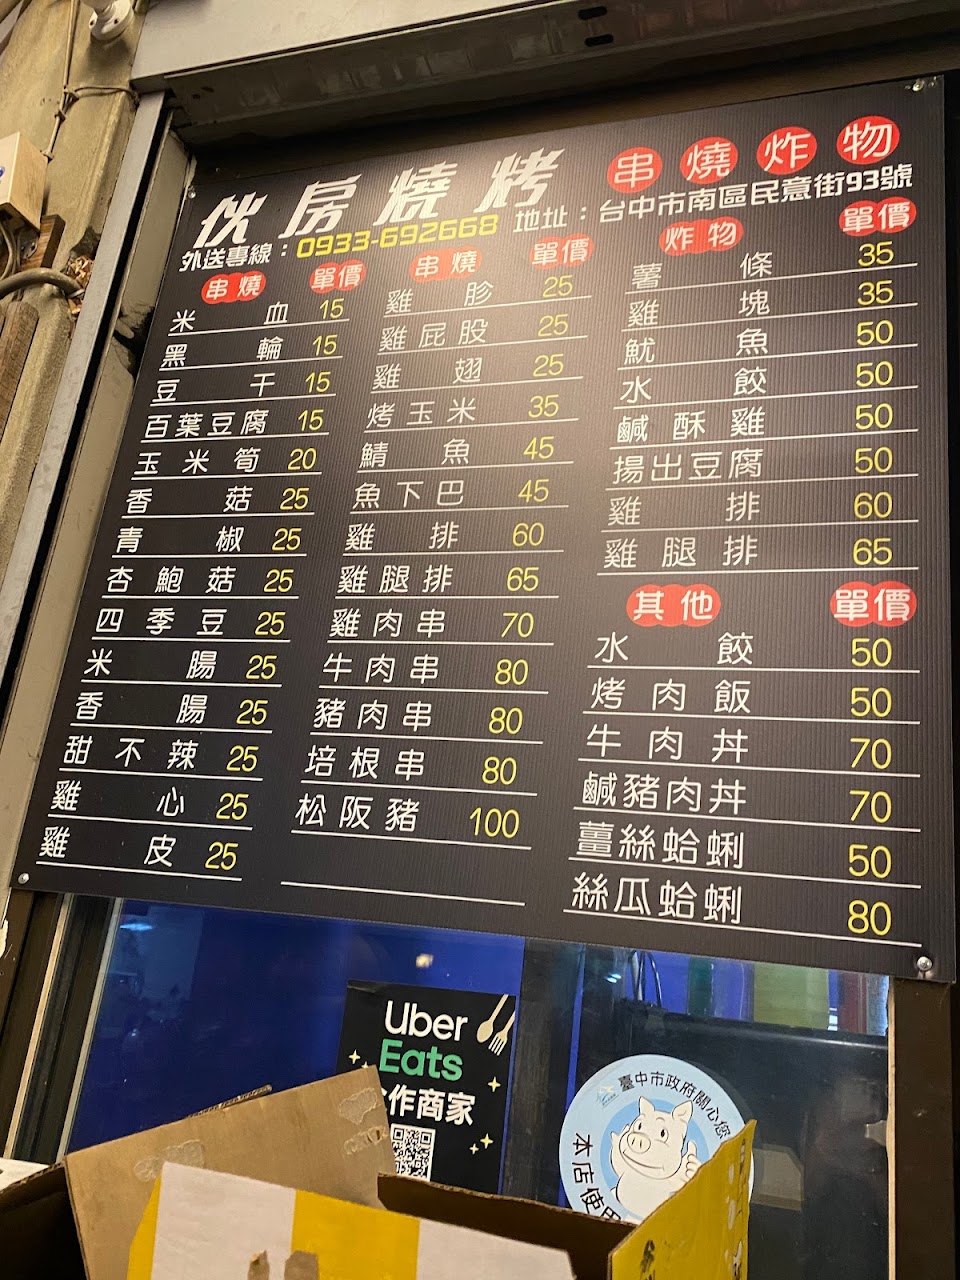 伙房燒烤 串燒炸物
外送專線：0933-692668 地址：台中市南區民意街93號
串燒 單價
米血 15
黑輪 15
豆干 15
百葉豆腐 15
玉米筍 20
香菇 25
青椒 25
杏鮑菇 25
四季豆 25
米腸 25
香腸 25
甜不辣 25
雞心 25
雞皮 25
串燒 單價
雞胗 25
雞屁股 25
雞翅 25
烤玉米 35
鯖魚 45
魚下巴 45
雞排 60
雞腿排 65
雞肉串 70
牛肉串 80
豬肉串 80
培根串 80
松阪豬 100
炸物 單價
薯條 35
雞塊 35
魷魚 50
水餃 50
鹹酥雞 50
揚出豆腐 50
雞排 60
雞腿排 65
其他 單價
水餃 50
烤肉飯 50
牛肉丼 70
鹹豬肉丼 70
薑絲蛤蜊 50
絲瓜蛤蜊 80
Uber
Eats
作商家
臺中市政府關心您
本店使用